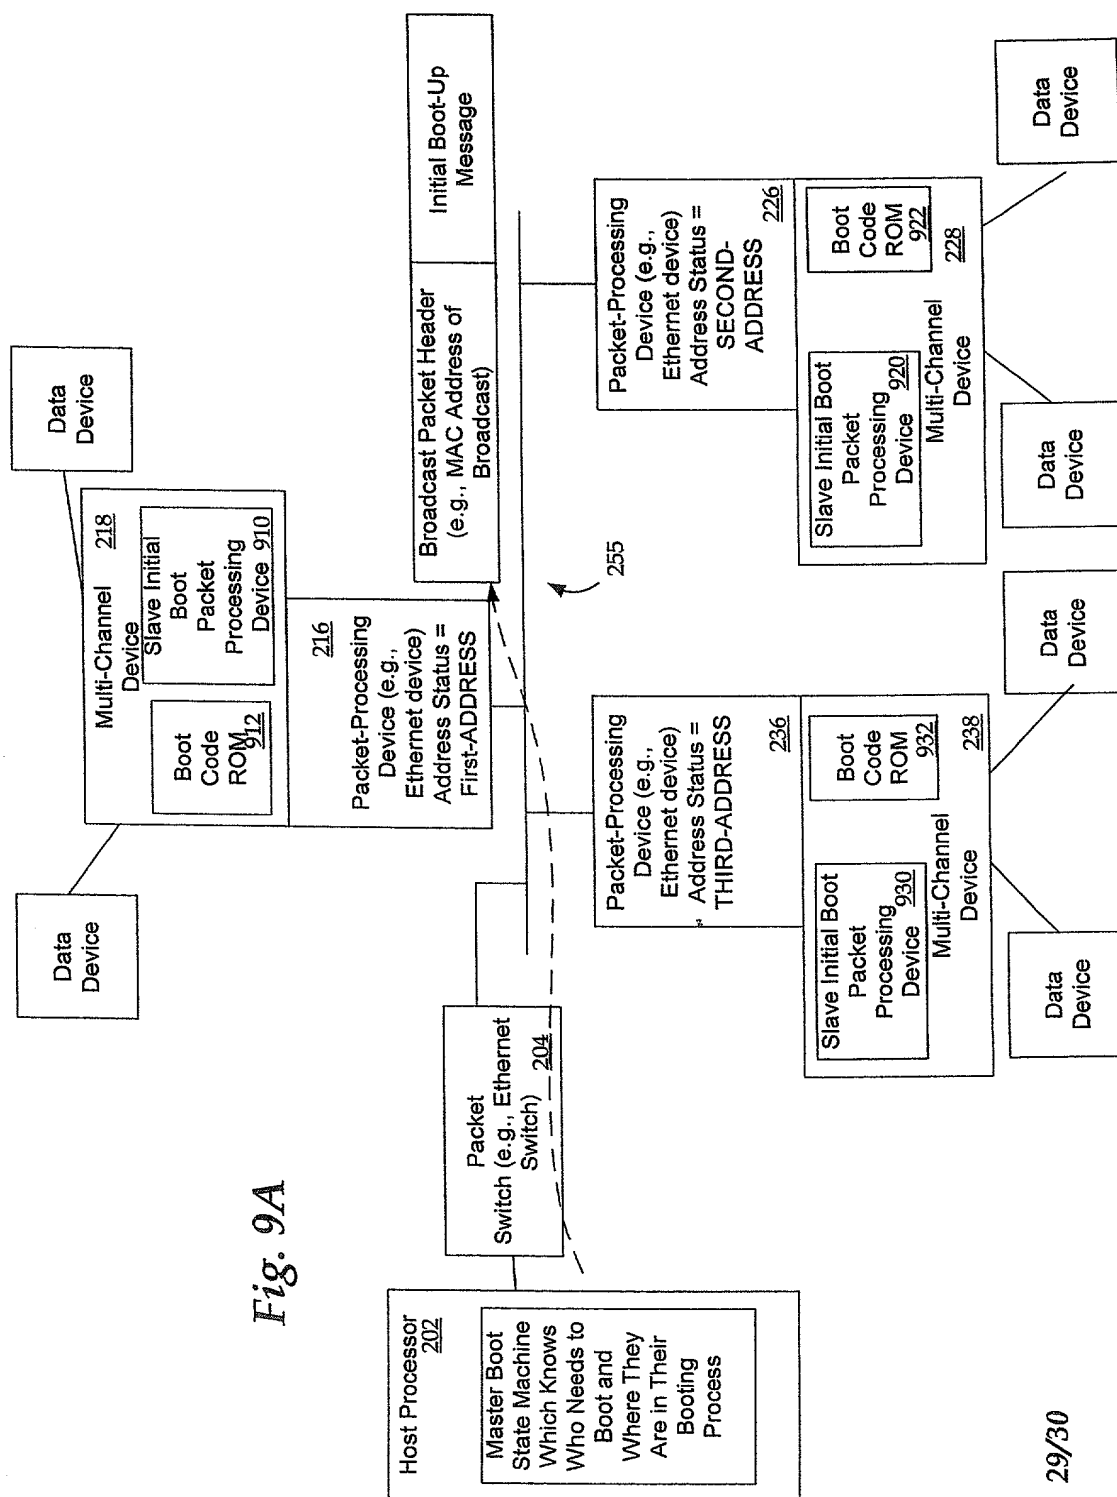 Fig. 9A
Host Processor
202
Master Boot
State Machine
Which Knows
Who Needs to
Boot and
Where They
Are in Their
Booting
Process
Packet
Switch (e.g., Ethernet
Switch)
204
Data
Device
Data
Device
Multi-Channel
Device
218
Boot
Code
ROM
912
Slave Initial
Boot
Packet
Processing
Device 910
Packet-Processing
Device (e.g.,
Ethernet device)
Address Status =
First-ADDRESS
216
Broadcast Packet Header
(e.g., MAC Address of
Broadcast)
Initial Boot-Up
Message
255
Packet-Processing
Device (e.g.,
Ethernet device)
Address Status =
THIRD-ADDRESS
236
Slave Initial Boot
Packet
Processing
Device
930
Boot
Code
ROM
932
Multi-Channel
Device
238
Data
Device
Data
Device
Packet-Processing
Device (e.g.,
Ethernet device)
Address Status =
SECOND-
ADDRESS
226
Slave Initial Boot
Packet
Processing
Device
920
Boot
Code
ROM
922
Multi-Channel
Device
228
Data
Device
Data
Device
29/30